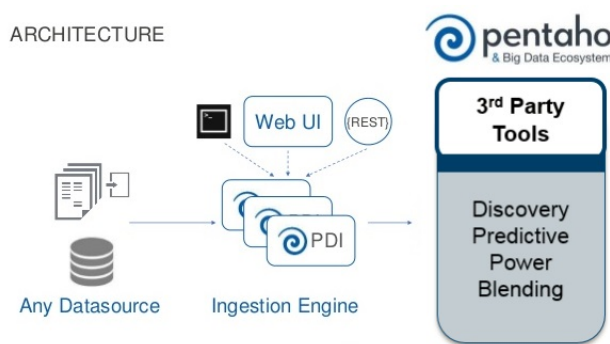 ARCHITECTURE
pentaho
& Big Data Ecosystem
3rd Party
Tools
Web UI
{REST}
PDI
Discovery
Predictive
Power
Blending
Any Datasource
Ingestion Engine